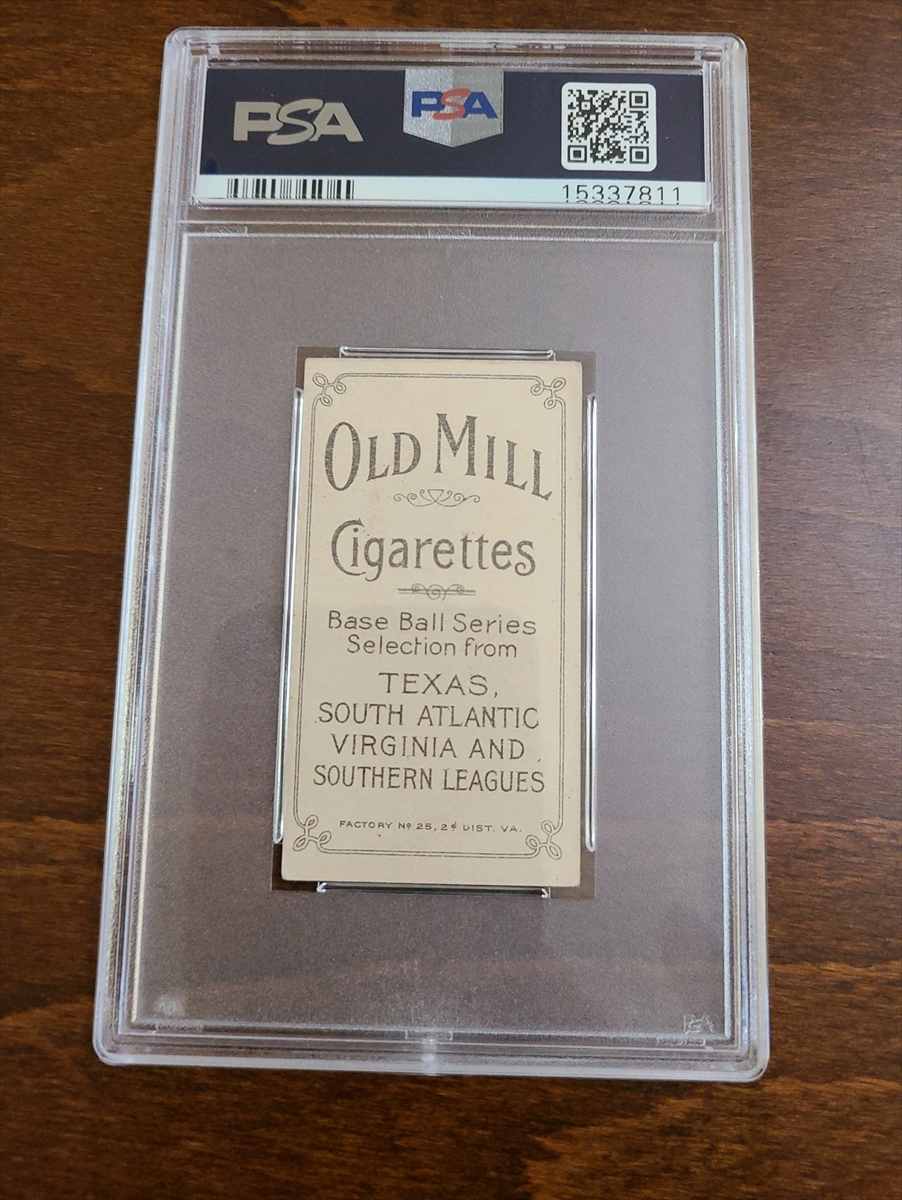 PSA
PSA
15337811
OLD MILL
Cigarettes
Base Ball Series
Selection from
TEXAS,
SOUTH ATLANTIC
VIRGINIA AND
SOUTHERN LEAGUES
FACTORY Nº 25, 2d DIST. VA.
PSA